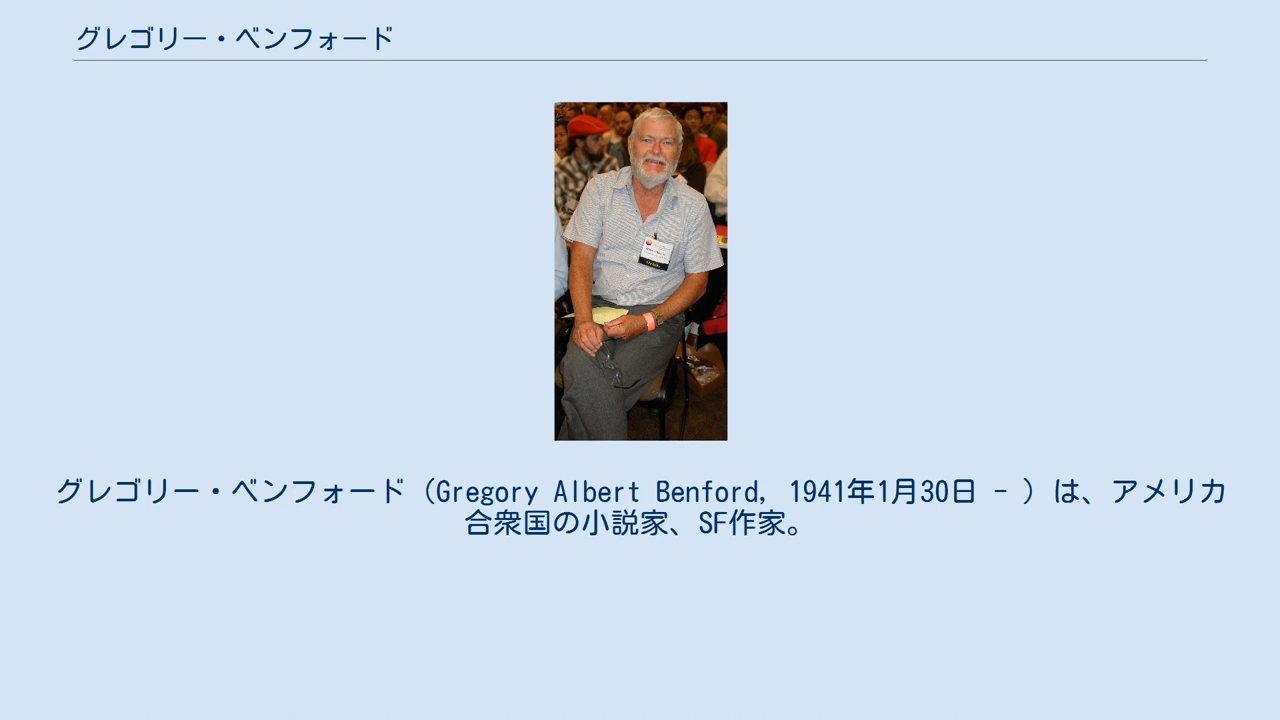 グレゴリー・ベンフォード
グレゴリー・ベンフォード（Gregory Albert Benford, 1941年1月30日 - ）は、アメリカ
合衆国の小説家、SF作家。